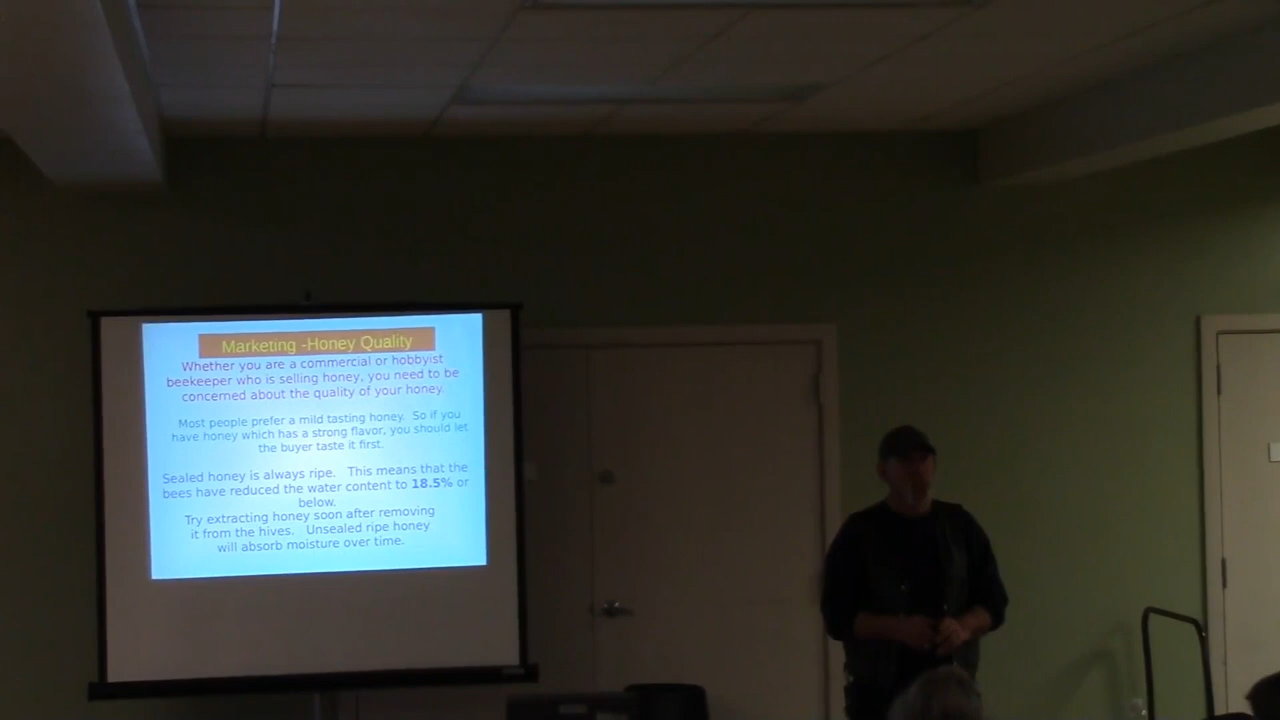 Marketing -Honey Quality
Whether you are a commercial or hobbyist
beekeeper who is selling honey, you need to be
concerned about the quality of your honey.
Most people prefer a mild tasting honey. So if you
have honey which has a strong flavor, you should let
the buyer taste it first.
Sealed honey is always ripe. This means that the
bees have reduced the water content to 18.5% or
below.
Try extracting honey soon after removing
it from the hives. Unsealed ripe honey
will absorb moisture over time.